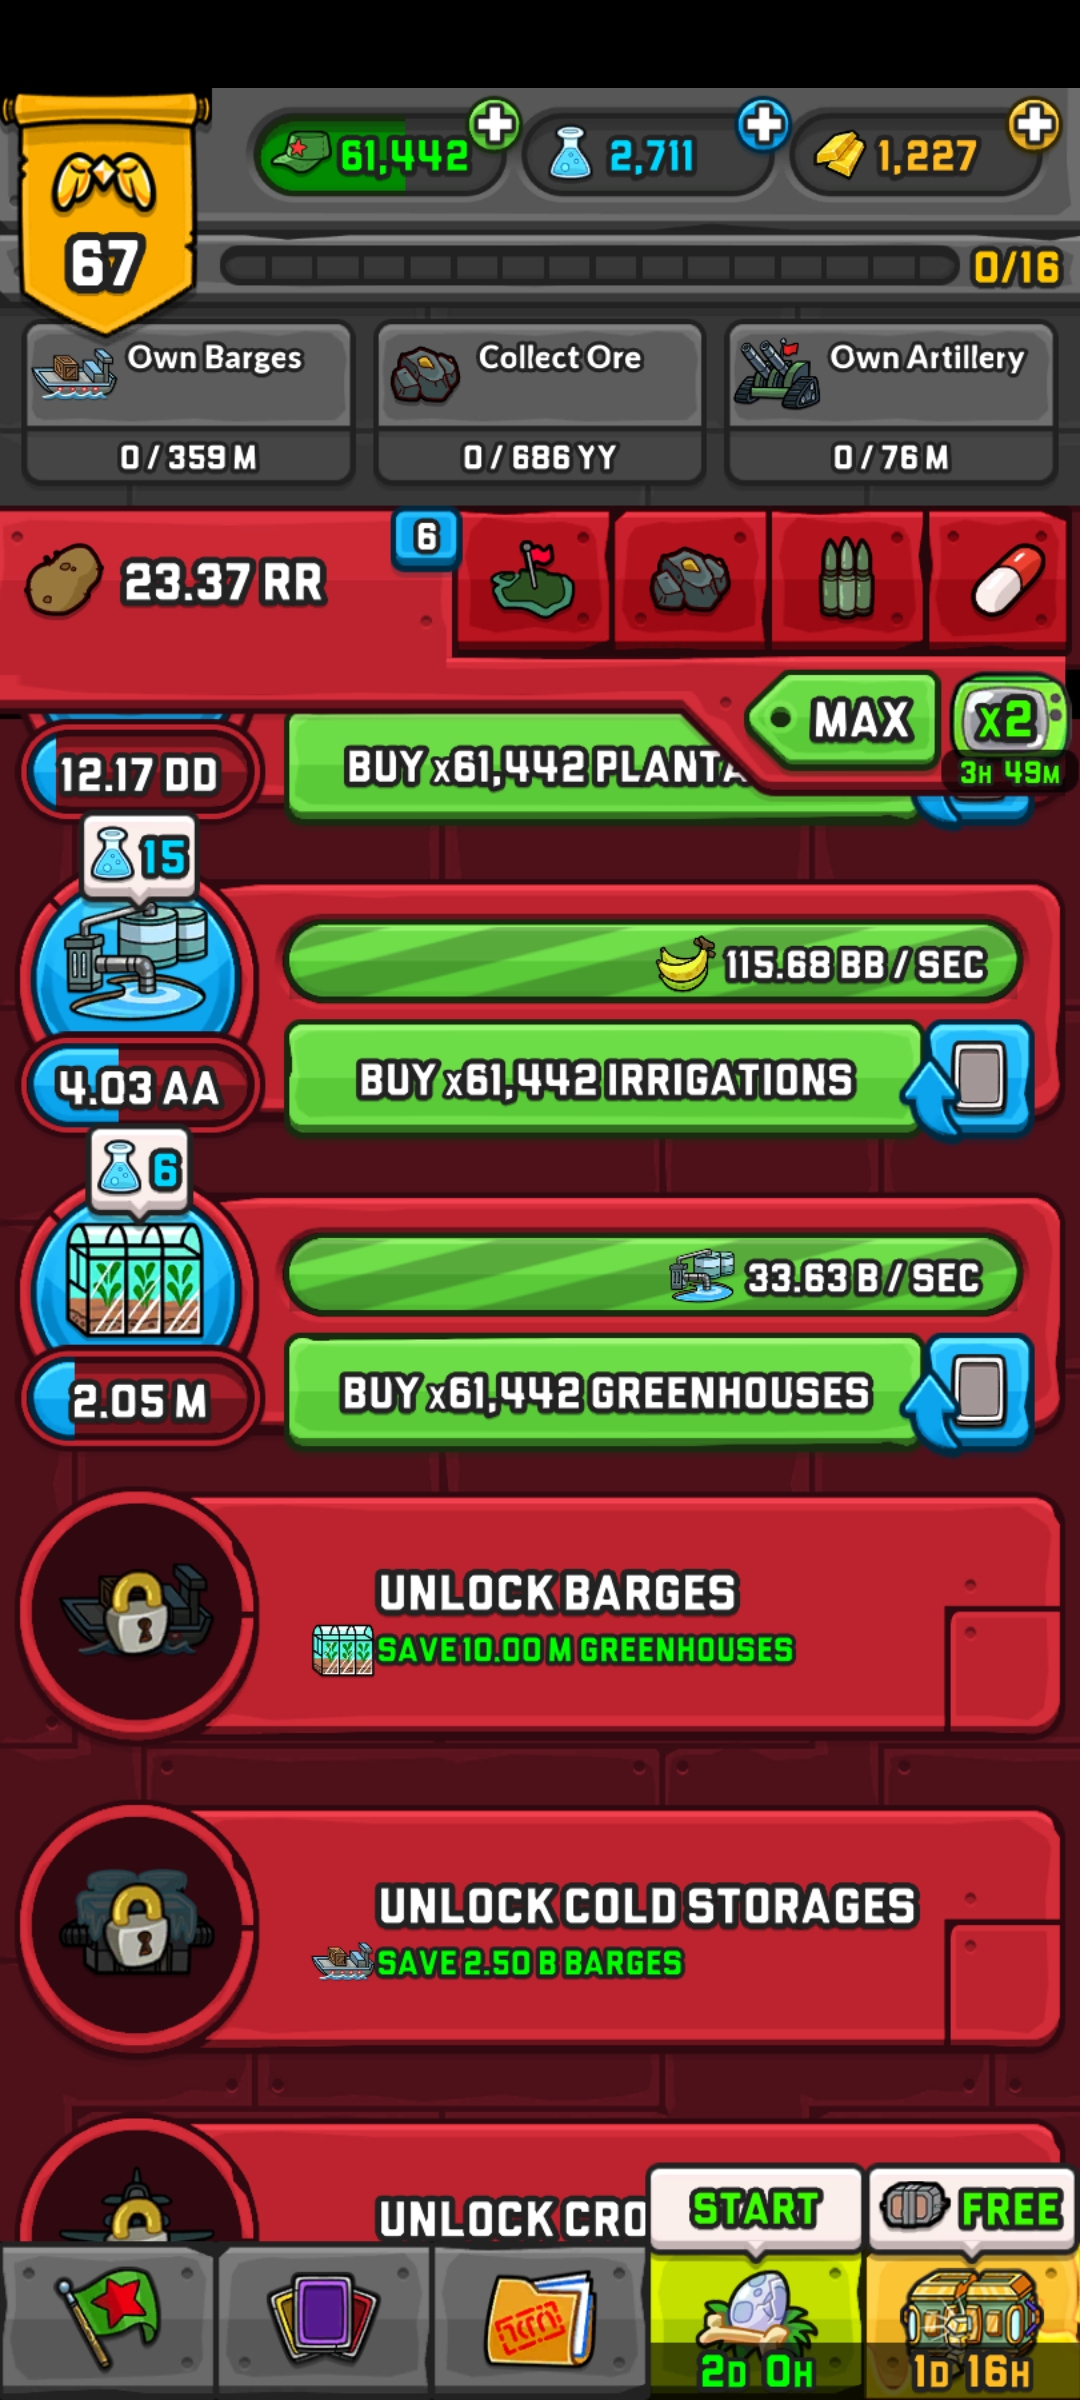 61,442
2,711
1,227
67
0/16
Own Barges
Collect Ore
Own Artillery
0 / 359 M
0 / 686 YY
0 / 76 M
23.37 RR
6
MAX
x2
3H 49M
12.17 DD
BUY x61,442 PLANTA
15
115.68 BB / SEC
4.03 AA
BUY x61,442 IRRIGATIONS
6
33.63 B / SEC
2.05 M
BUY x61,442 GREENHOUSES
UNLOCK BARGES
SAVE 10.00 M GREENHOUSES
UNLOCK COLD STORAGES
SAVE 2.50 B BARGES
UNLOCK CRO
START
FREE
2D 0H
1D 16H